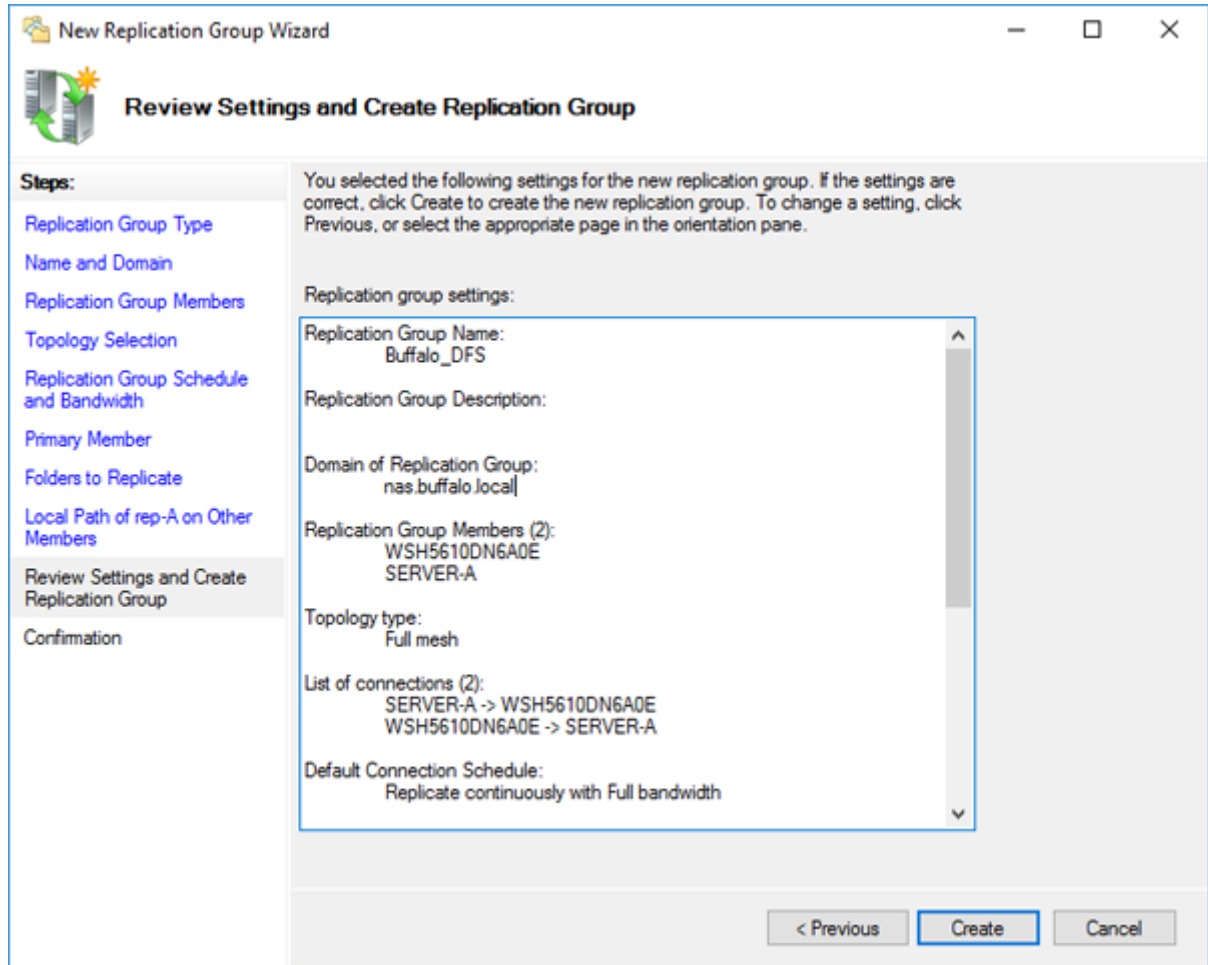 New Replication Group Wizard
Review Settings and Create Replication Group
Steps:
Replication Group Type
Name and Domain
Replication Group Members
Topology Selection
Replication Group Schedule
and Bandwidth
Primary Member
Folders to Replicate
Local Path of rep-A on Other
Members
Review Settings and Create
Replication Group
Confirmation
You selected the following settings for the new replication group. If the settings are
correct, click Create to create the new replication group. To change a setting, click
Previous, or select the appropriate page in the orientation pane.
Replication group settings:
Replication Group Name:
Buffalo_DFS
Replication Group Description:
Domain of Replication Group:
nas.buffalo.local
Replication Group Members (2):
WSH5610DN6A0E
SERVER-A
Topology type:
Full mesh
List of connections (2):
SERVER-A -> WSH5610DN6A0E
WSH5610DN6A0E -> SERVER-A
Default Connection Schedule:
Replicate continuously with Full bandwidth
< Previous
Create
Cancel